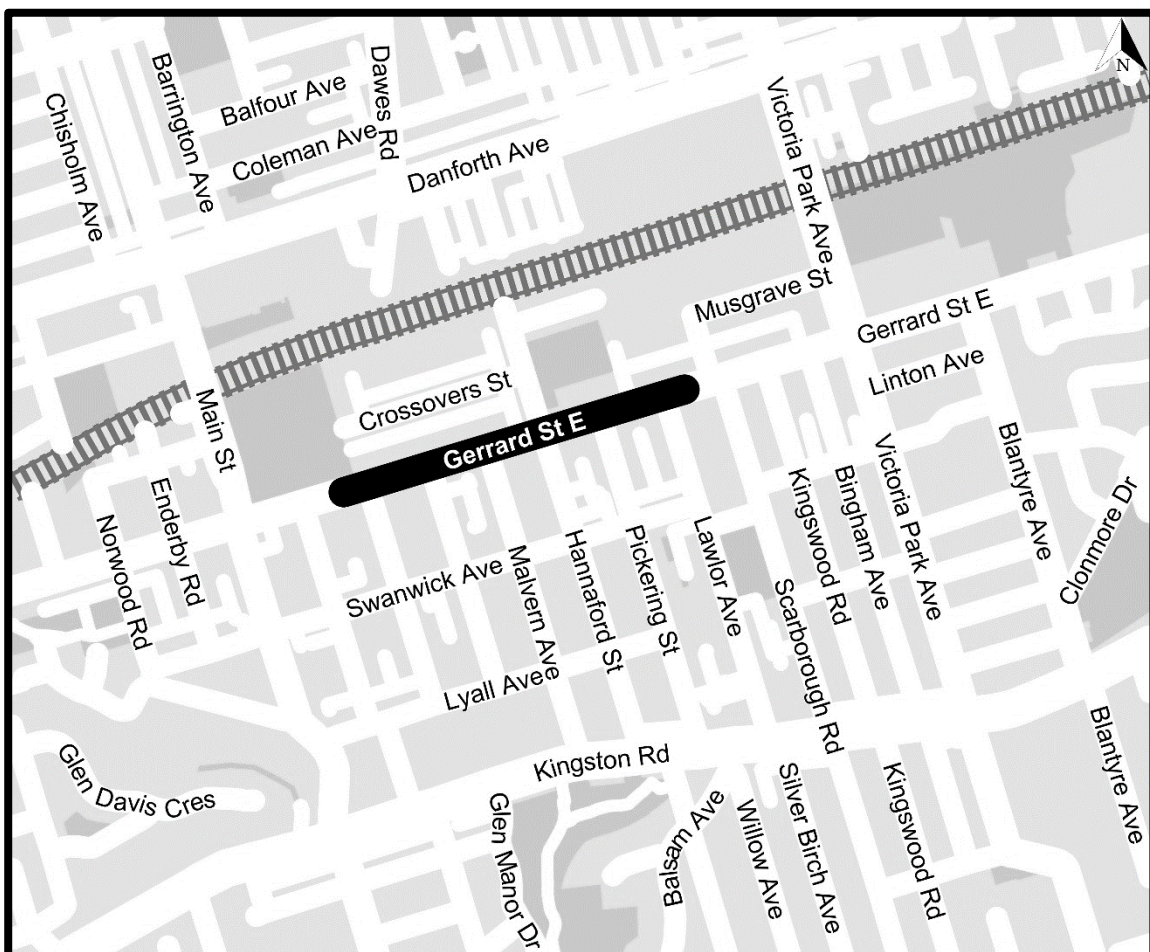 N
Chisholm Ave
Barrington Ave
Balfour Ave
Dawes Rd
Coleman Ave
Danforth Ave
Victoria Park Ave
Musgrave St
Gerrard St E
Linton Ave
Crossovers St
Gerrard St E
Main St
Enderby Rd
Norwood Rd
Swanwick Ave
Malvern Ave
Hannaford St
Pickering St
Lawlor Ave
Scarborough Rd
Kingswood Rd
Bingham Ave
Victoria Park Ave
Blantyre Ave
Clonmore Dr
Lyall Ave
Kingston Rd
Glen Davis Cres
Glen Manor Dr
Balsam Ave
Willow Ave
Silver Birch Ave
Kingswood Rd
Blantyre Ave